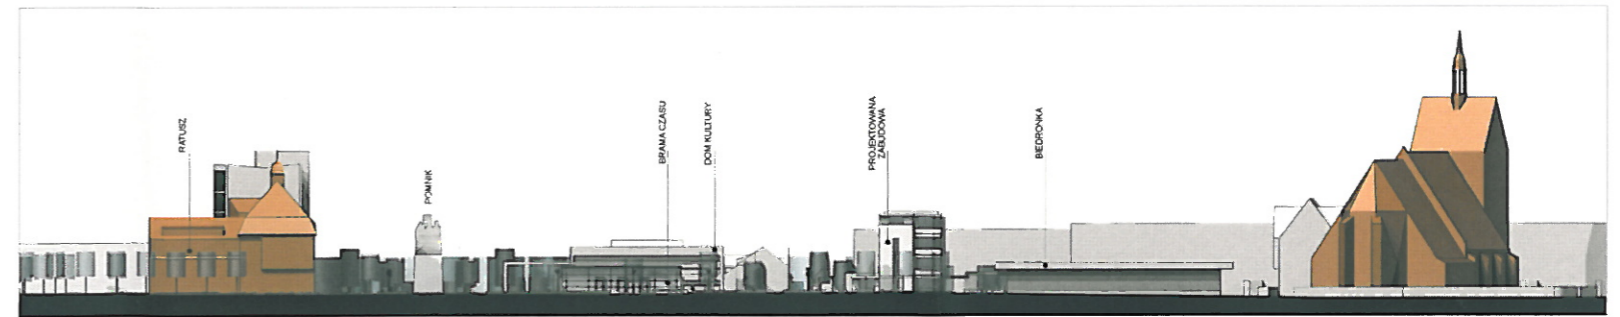 RATUSZ
POMNIK
BRAMA CZASU
DOM KULTURY
PROJEKTOWANA
ZABUDOWA
BIEDRONKA